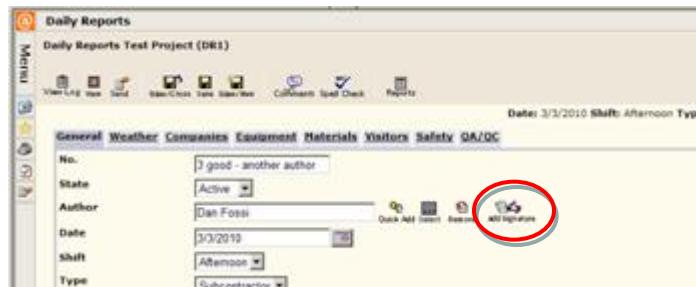 Daily Reports
Menu
Daily Reports Test Project (DR1)
View Log New Send Save/Close Save Save/New Comments Spell Check Reports
Date: 3/3/2010 Shift: Afternoon Typ
General Weather Companies Equipment Materials Visitors Safety QA/QC
No. 3 good - another author
State Active
Author Dan Fossi Quick Add Select Remove add signature
Date 3/3/2010
Shift Afternoon
Type Subcontractor